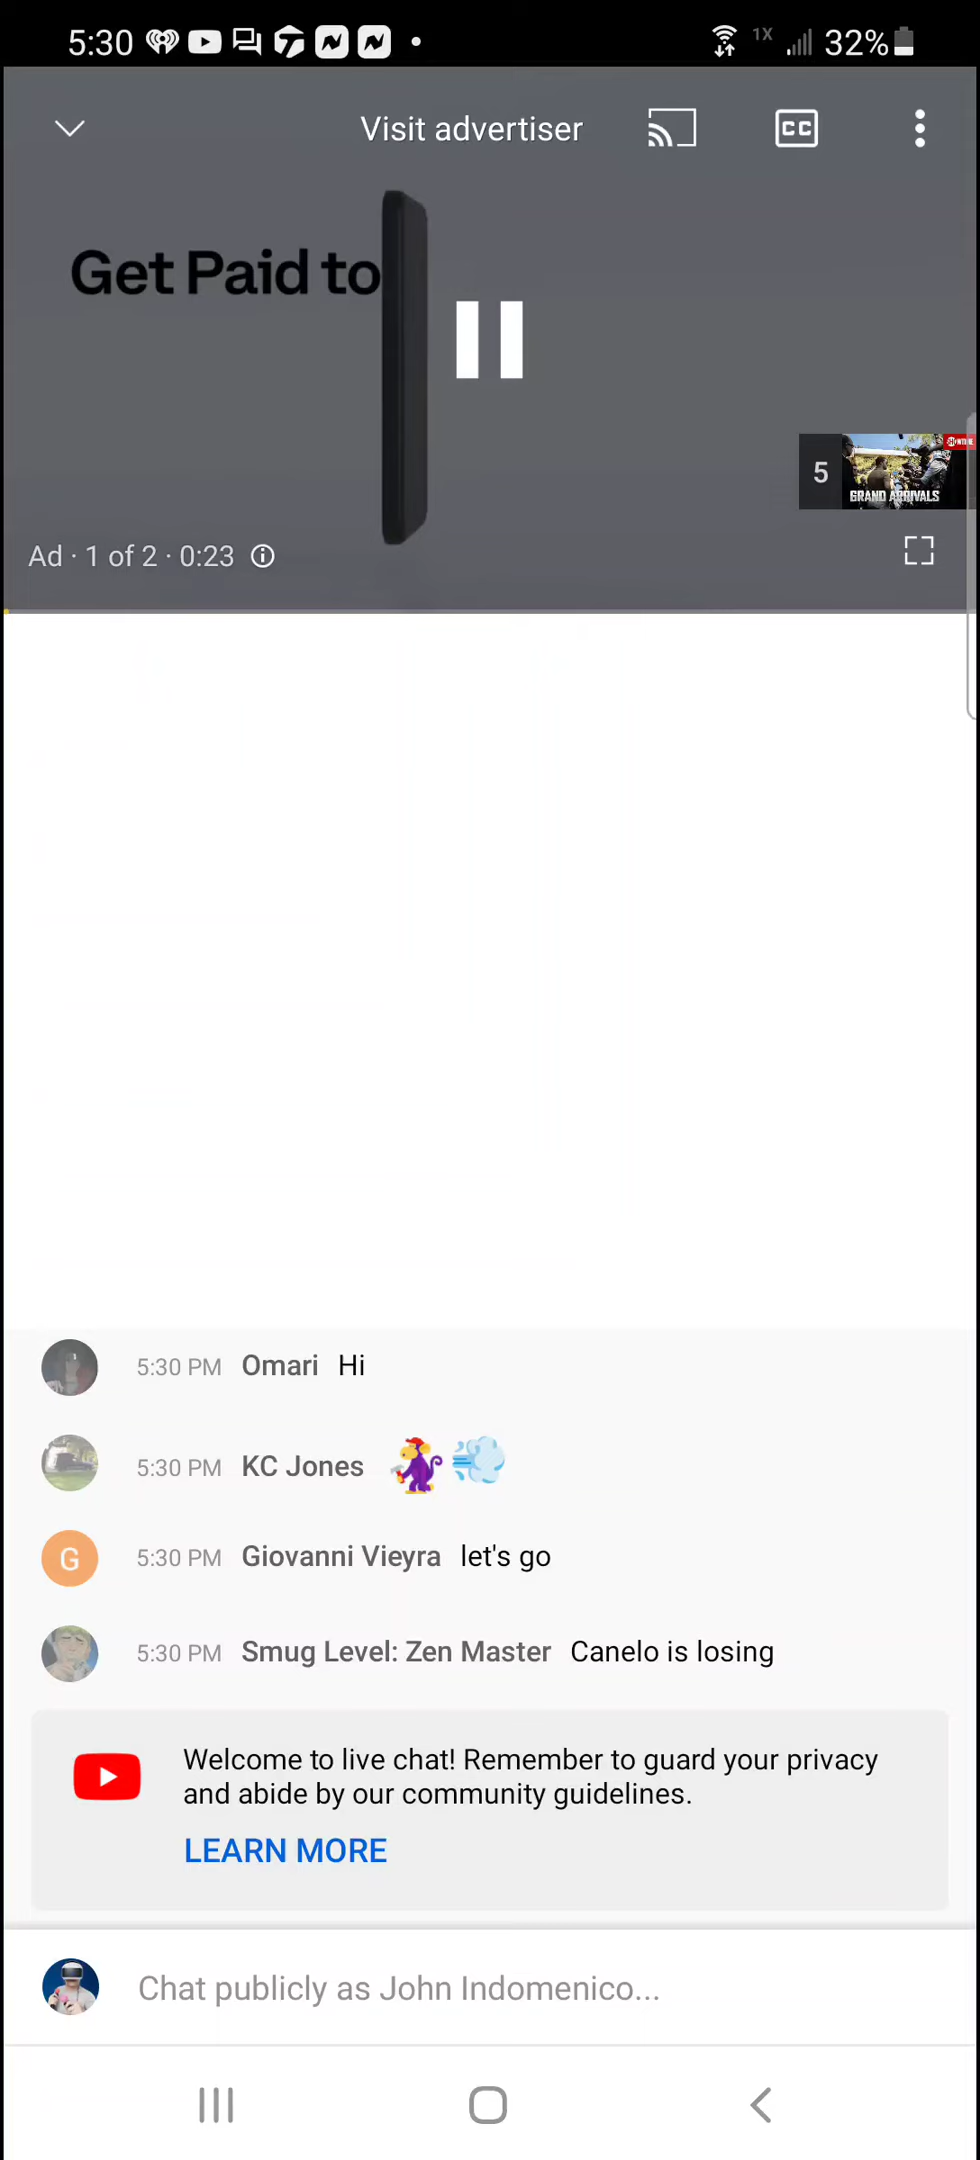 5:30
1X
32%
Visit advertiser
CC
Get Paid to
5
SHOWTIME
GRAND ARRIVALS
Ad · 1 of 2 · 0:23
5:30 PM Omari Hi
5:30 PM KC Jones
G
5:30 PM Giovanni Vieyra let's go
5:30 PM Smug Level: Zen Master Canelo is losing
Welcome to live chat! Remember to guard your privacy
and abide by our community guidelines.
LEARN MORE
Chat publicly as John Indomenico...